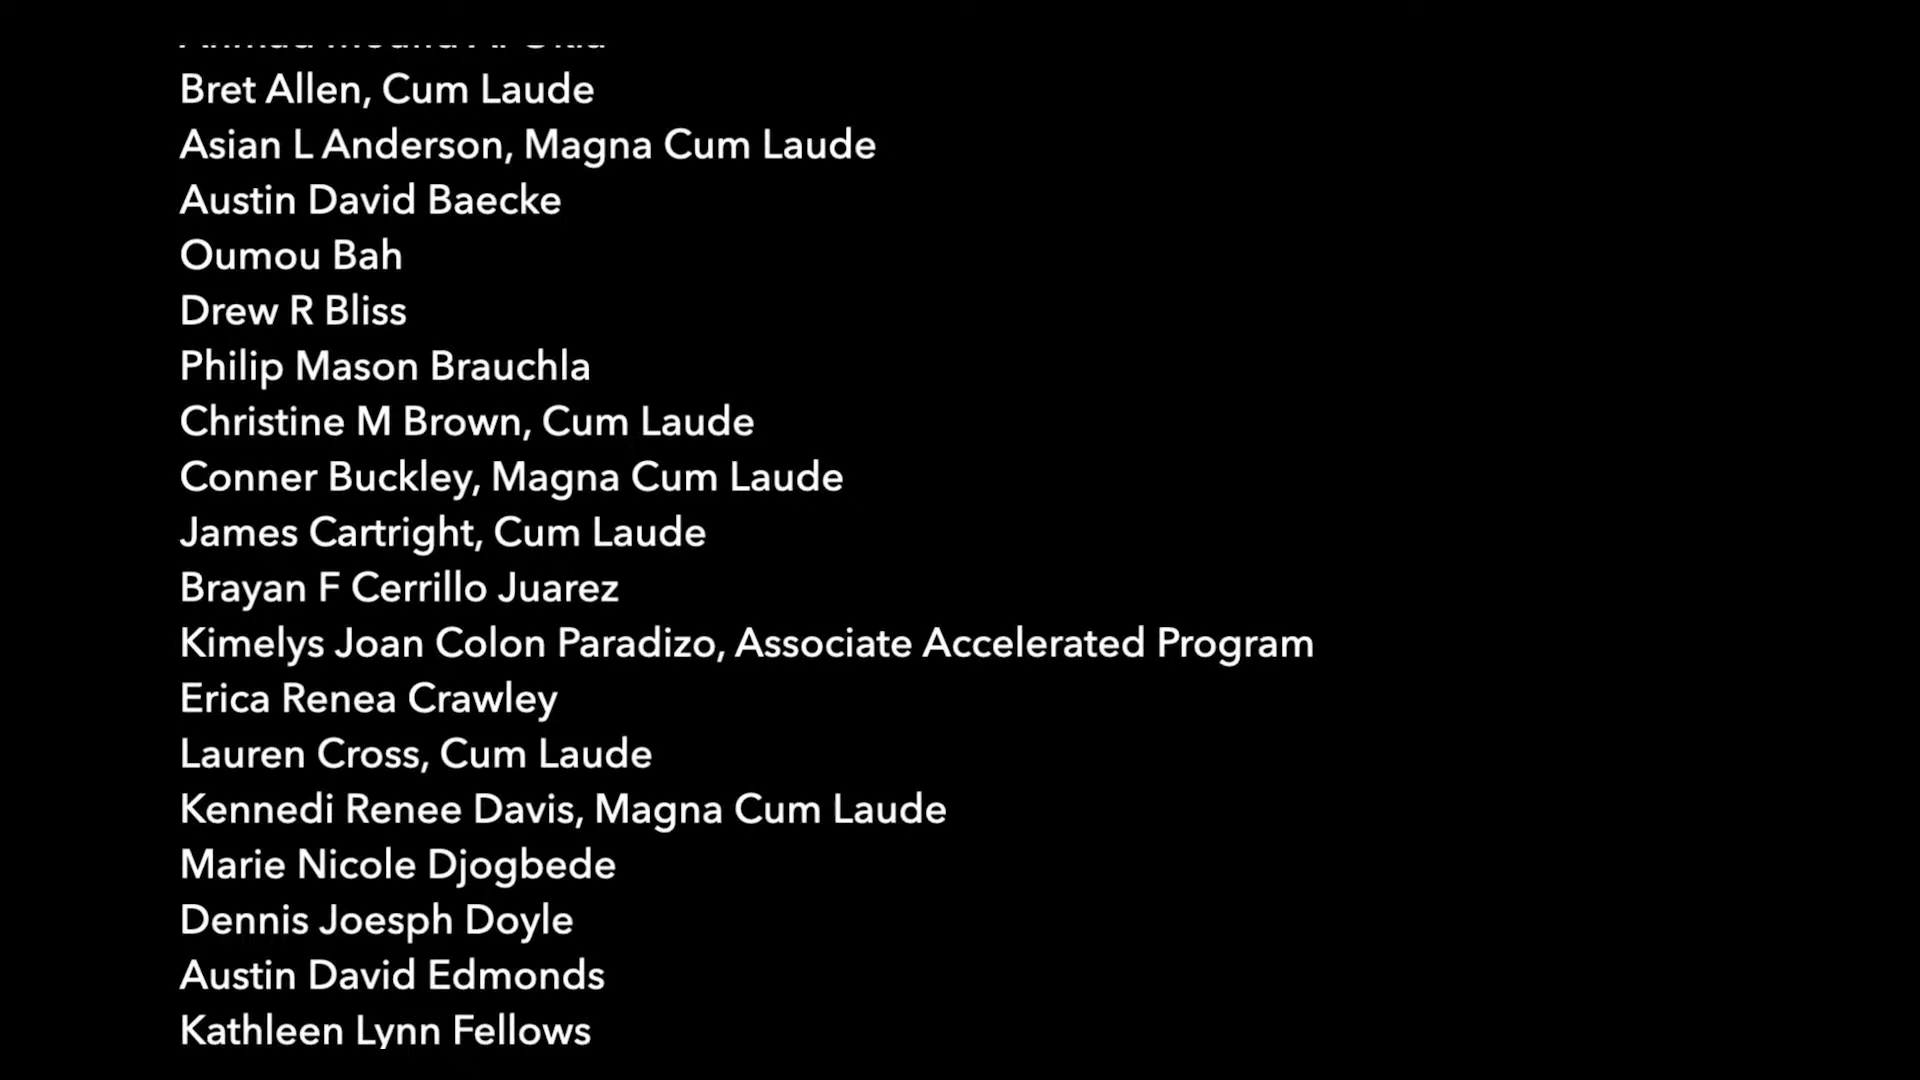 Bret Allen, Cum Laude
Asian L Anderson, Magna Cum Laude
Austin David Baecke
Oumou Bah
Drew R Bliss
Philip Mason Brauchla
Christine M Brown, Cum Laude
Conner Buckley, Magna Cum Laude
James Cartright, Cum Laude
Brayan F Cerrillo Juarez
Kimelys Joan Colon Paradizo, Associate Accelerated Program
Erica Renea Crawley
Lauren Cross, Cum Laude
Kennedi Renee Davis, Magna Cum Laude
Marie Nicole Djogbede
Dennis Joesph Doyle
Austin David Edmonds
Kathleen Lynn Fellows